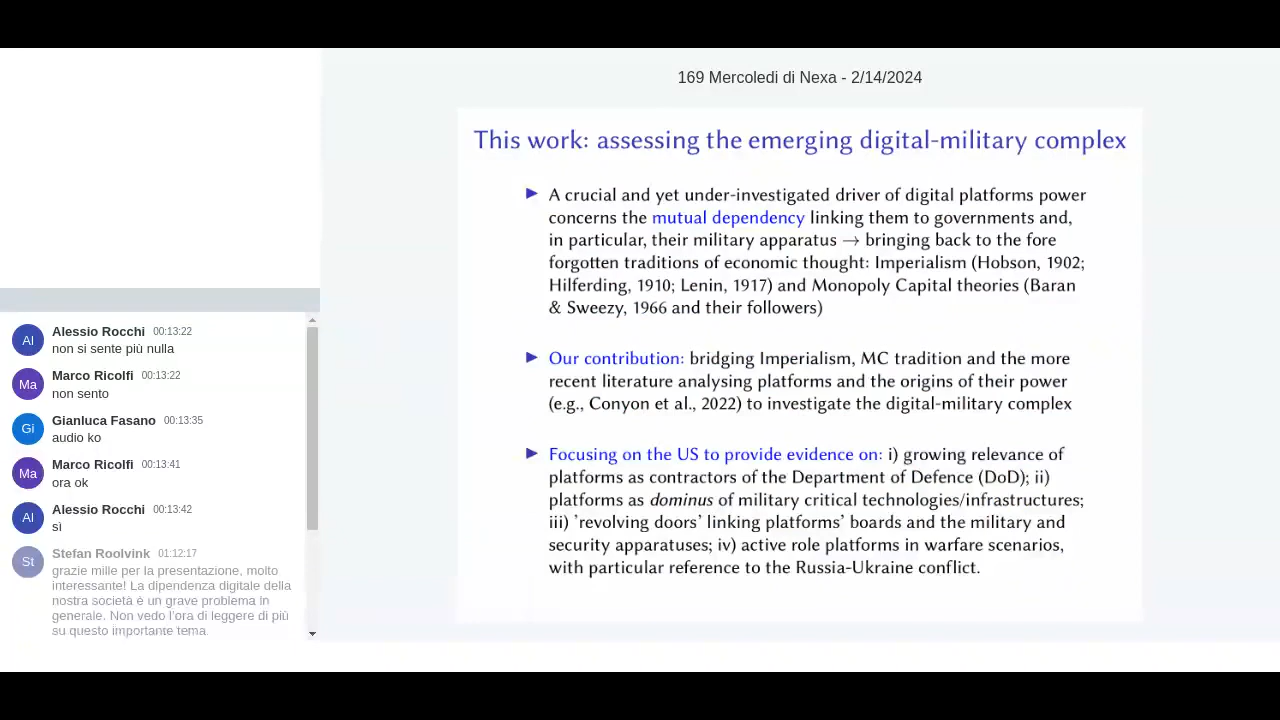 169 Mercoledi di Nexa - 2/14/2024
This work: assessing the emerging digital-military complex
A crucial and yet under-investigated driver of digital platforms power
concerns the mutual dependency linking them to governments and,
in particular, their military apparatus → bringing back to the fore
forgotten traditions of economic thought: Imperialism (Hobson, 1902;
Hilferding, 1910; Lenin, 1917) and Monopoly Capital theories (Baran
& Sweezy, 1966 and their followers)
Our contribution: bridging Imperialism, MC tradition and the more
recent literature analysing platforms and the origins of their power
(e.g., Conyon et al., 2022) to investigate the digital-military complex
Focusing on the US to provide evidence on: i) growing relevance of
platforms as contractors of the Department of Defence (DoD); ii)
platforms as dominus of military critical technologies/infrastructures;
iii) 'revolving doors' linking platforms' boards and the military and
security apparatuses; iv) active role platforms in warfare scenarios,
with particular reference to the Russia-Ukraine conflict.
Al Alessio Rocchi 00:13:22
non si sente più nulla
Ma Marco Ricolfi 00:13:22
non sento
Gi Gianluca Fasano 00:13:35
audio ko
Ma Marco Ricolfi 00:13:41
ora ok
Al Alessio Rocchi 00:13:42
sì
St Stefan Roolvink 01:12:17
grazie mille per la presentazione, molto
interessante! La dipendenza digitale della
nostra società è un grave problema in
generale. Non vedo l'ora di leggere di più
su questo importante tema.